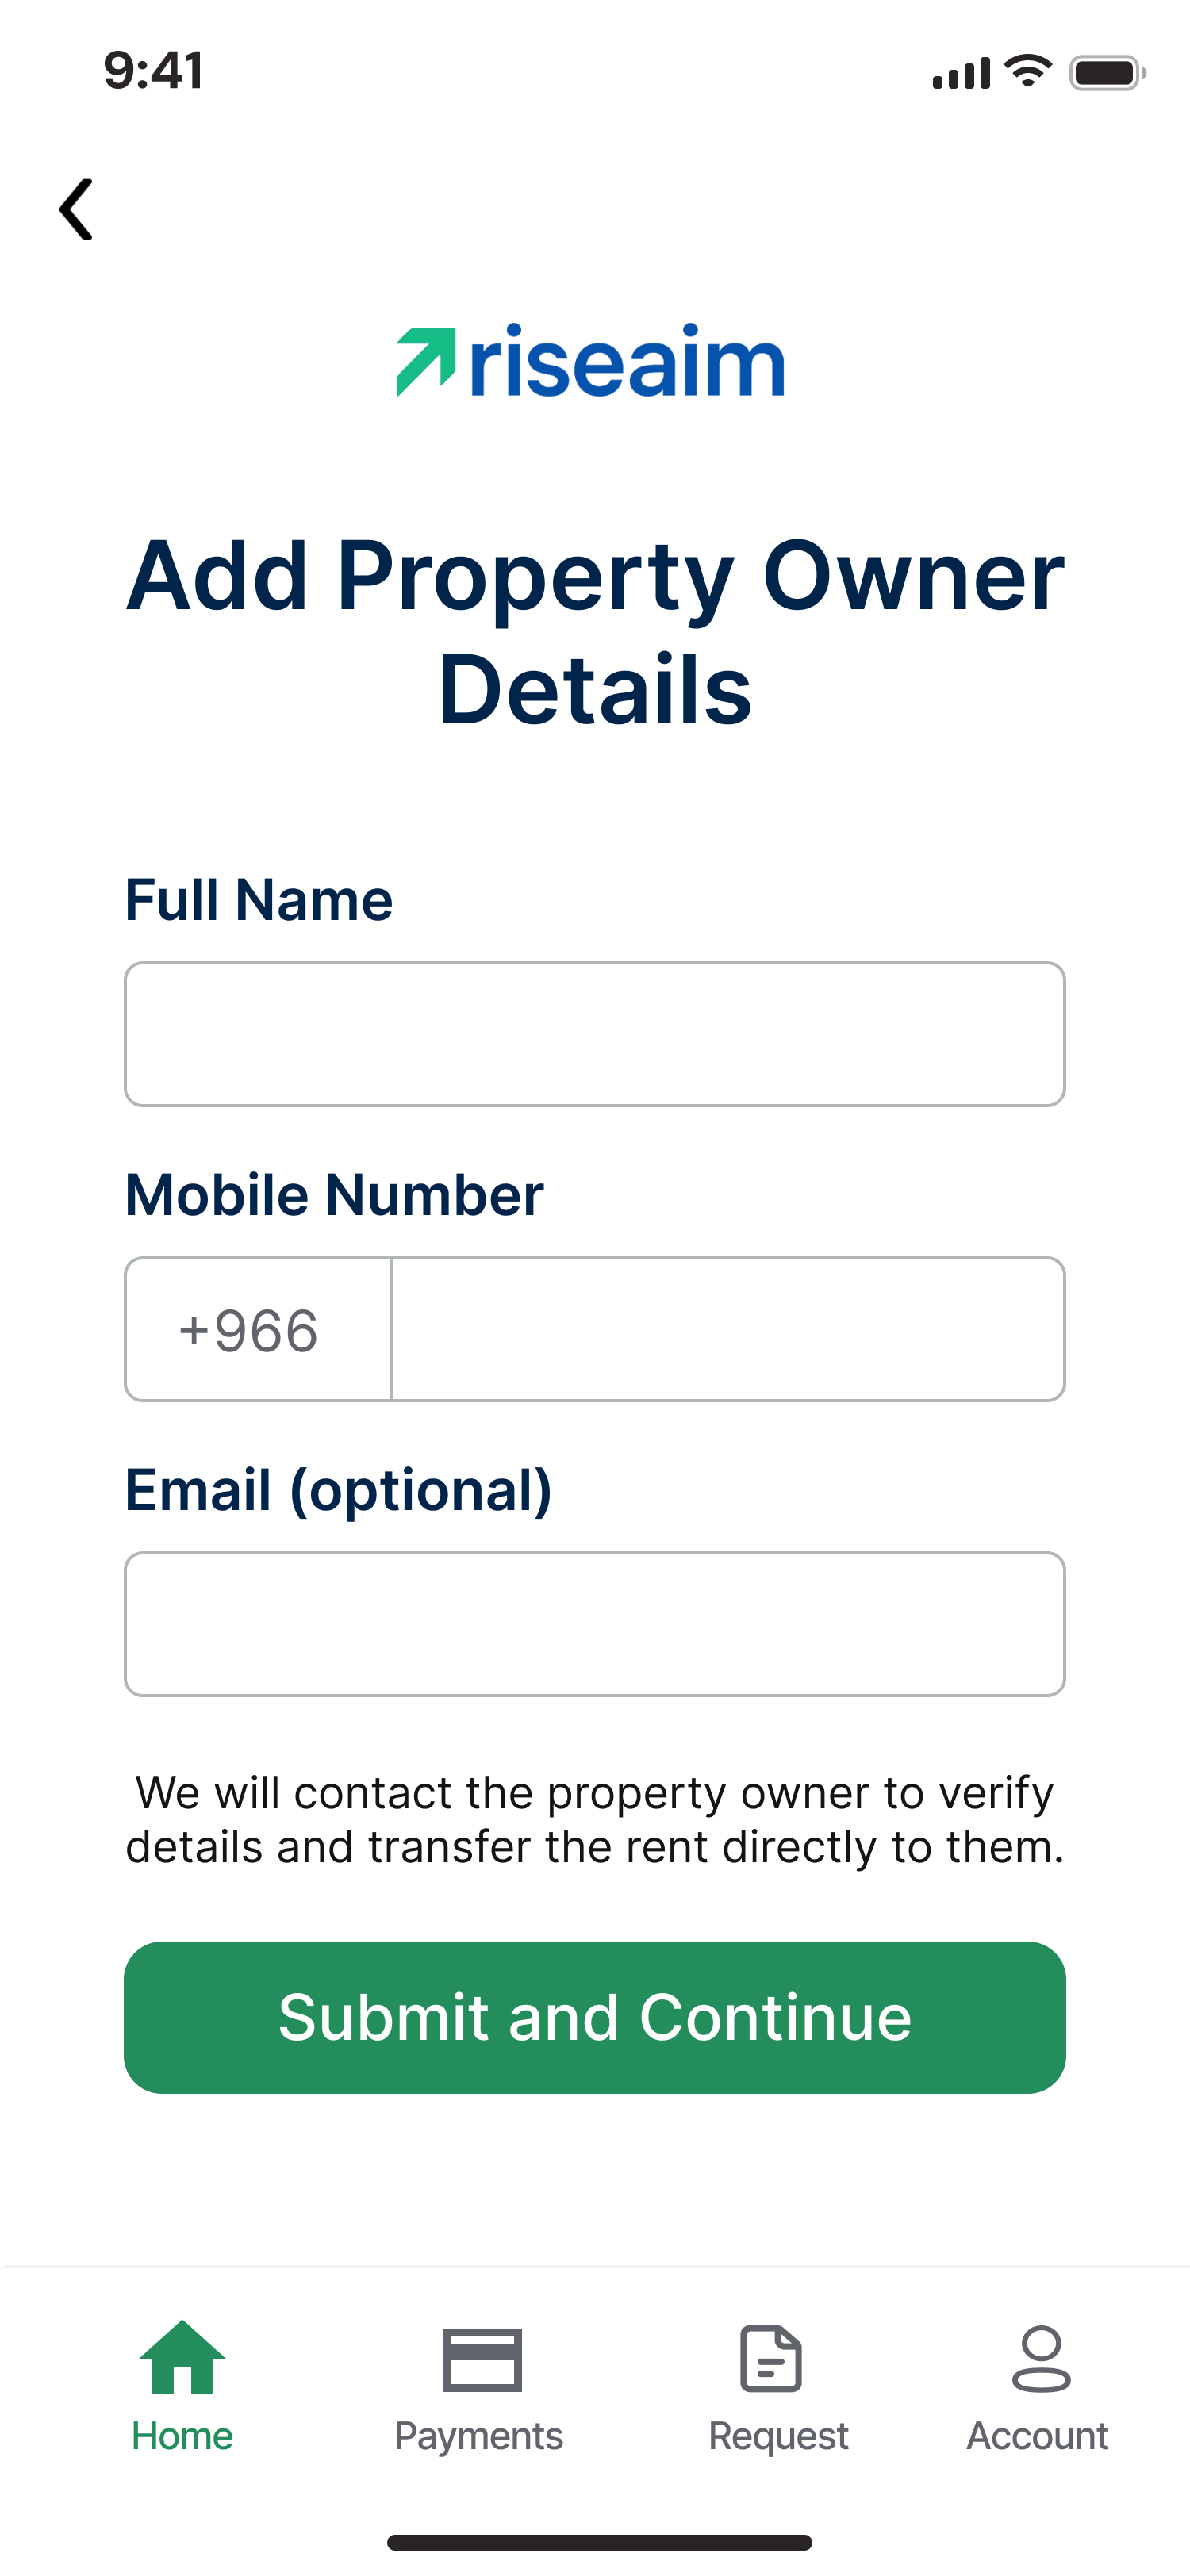 9:41
riseaim
Add Property Owner
Details
Full Name
Mobile Number
+966
Email (optional)
We will contact the property owner to verify
details and transfer the rent directly to them.
Submit and Continue
Home Payments Request Account